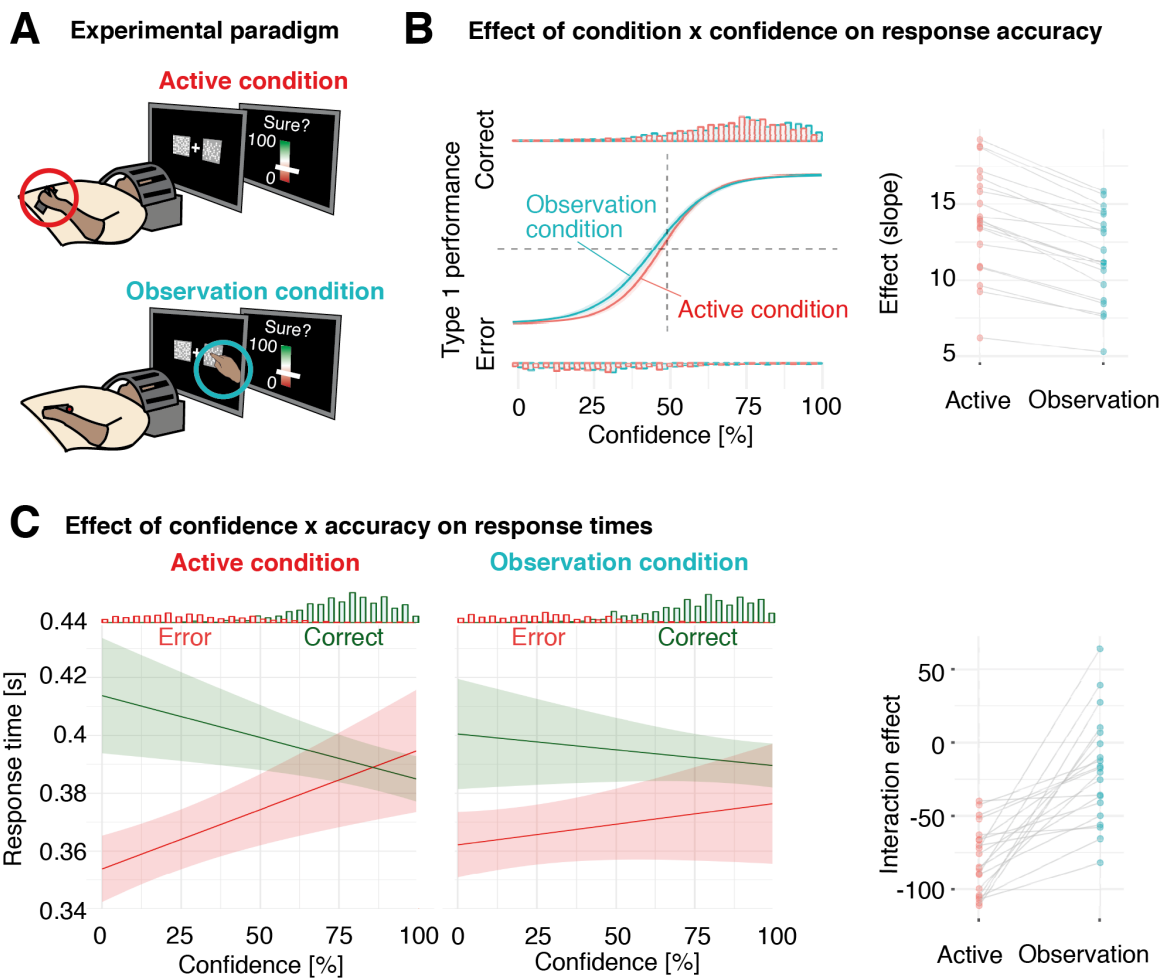 A Experimental paradigm
Active condition
Sure?
100
0
Observation condition
Sure?
100
0
B Effect of condition x confidence on response accuracy
Type 1 performance
Correct
Error
Observation
condition
Active condition
0 25 50 75 100
Confidence [%]
Effect (slope)
15
10
5
Active Observation
C Effect of confidence x accuracy on response times
Active condition
Observation condition
Response time [s]
0.44
0.42
0.4
0.38
0.36
0.34
Error Correct
Error Correct
0 25 50 75 100
Confidence [%]
0 25 50 75 100
Confidence [%]
Interaction effect
50
0
-50
-100
Active Observation